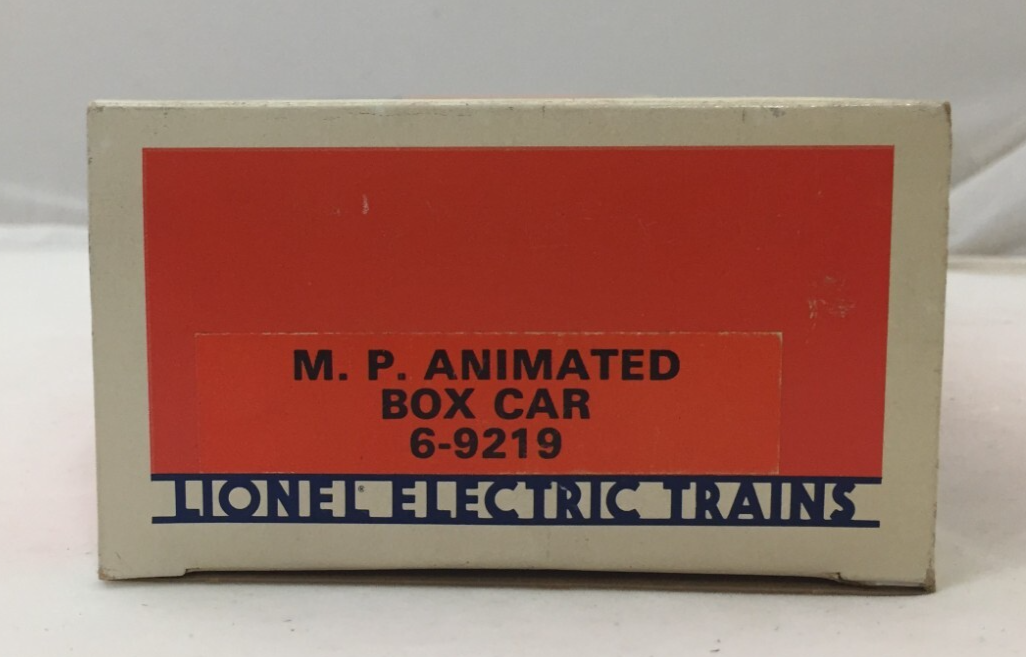 M. P. ANIMATED
BOX CAR
6-9219
LIONEL ELECTRIC TRAINS